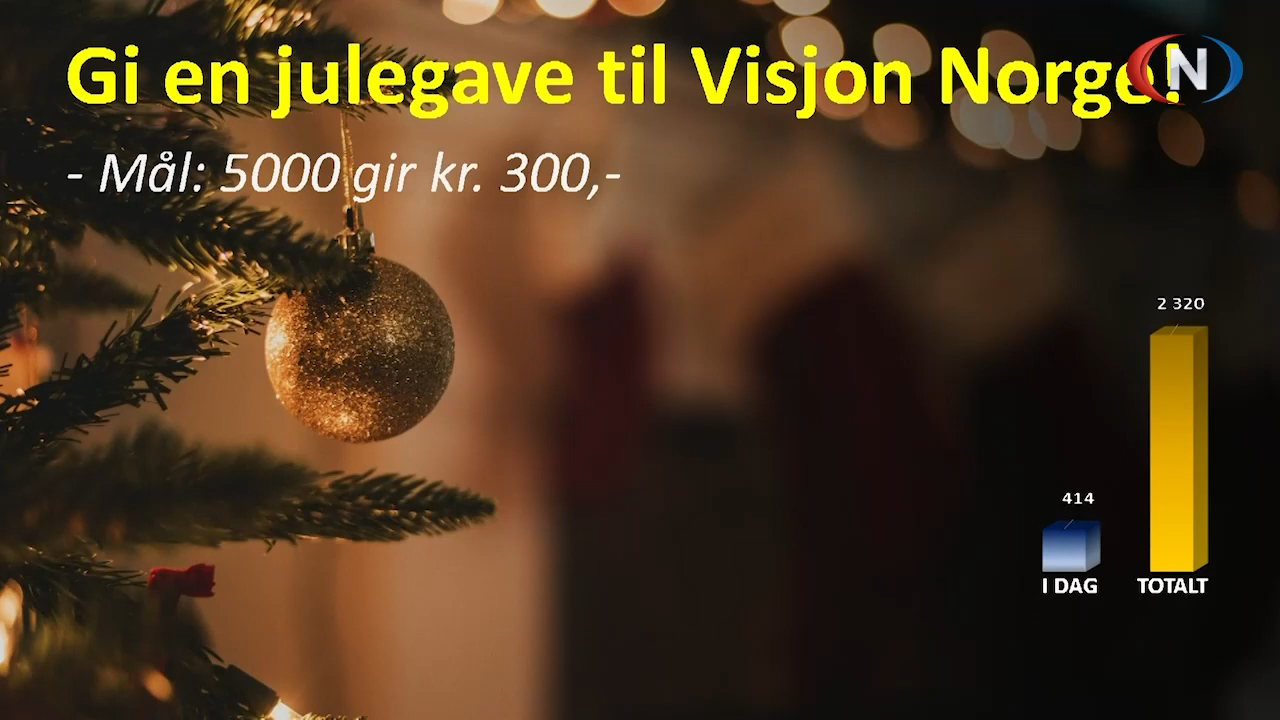 Gi en julegave til Visjon Norge!
- Mål: 5000 gir kr. 300,-
N
2 320
414
I DAG TOTALT